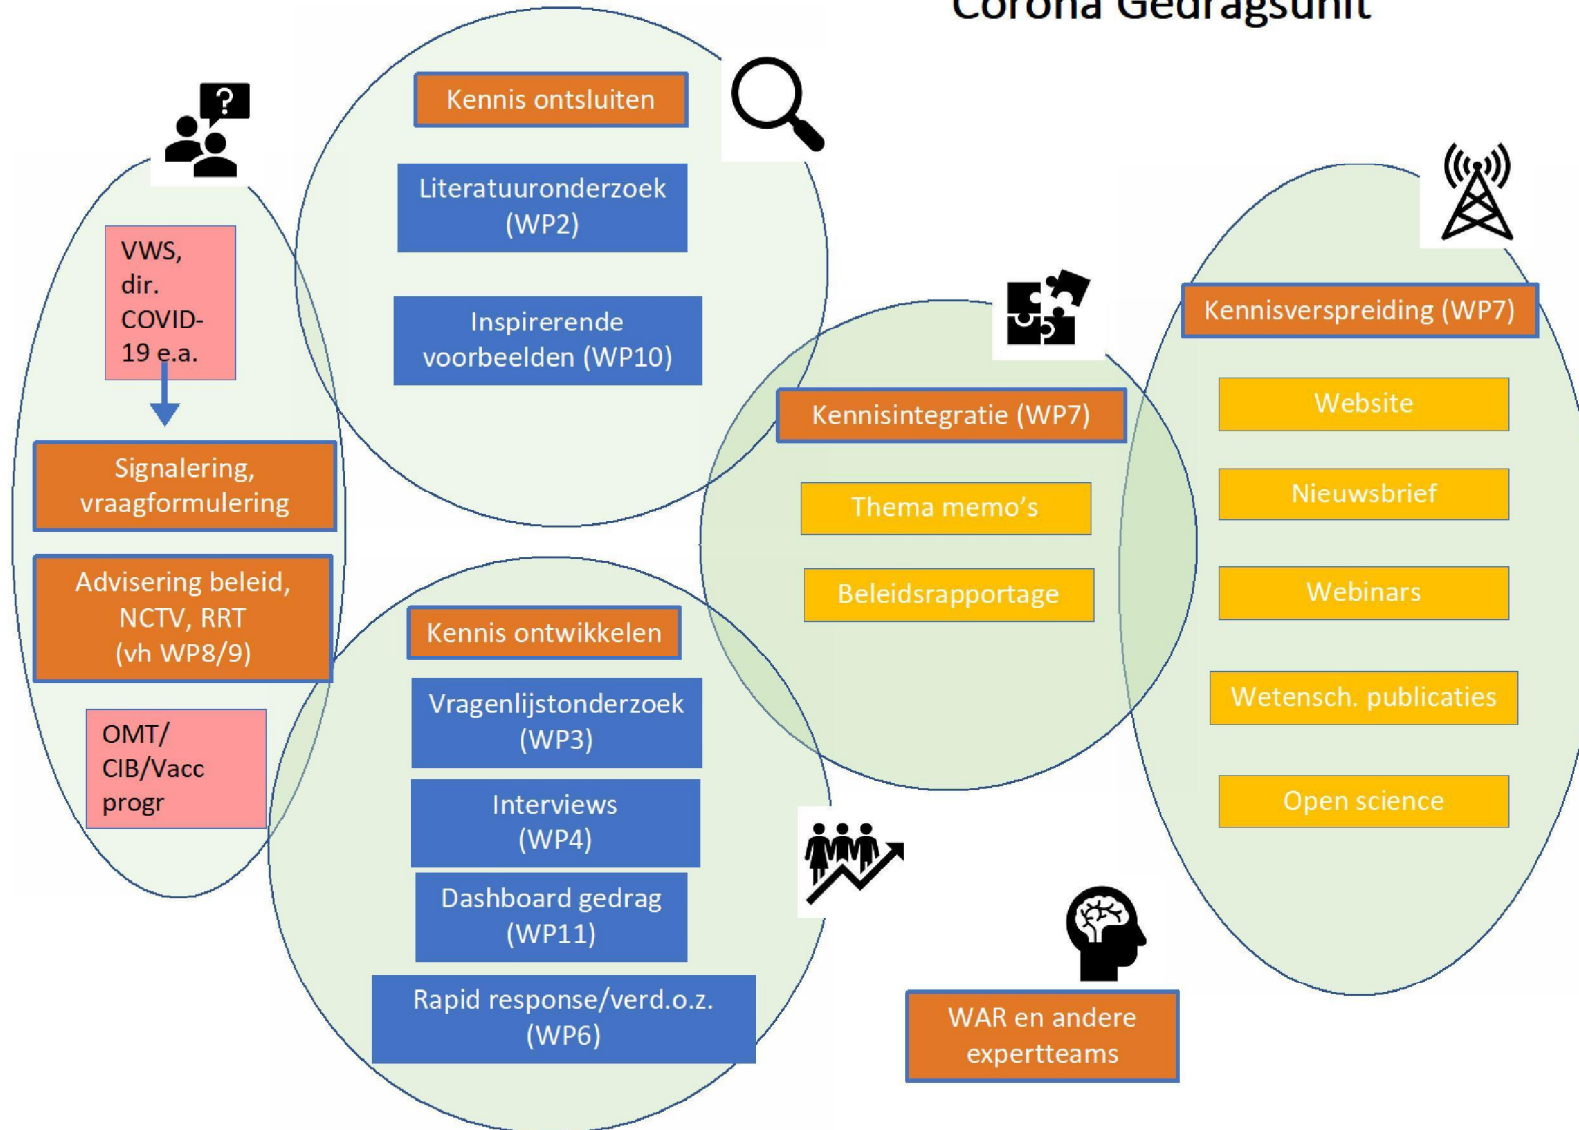 Corona Gedragsunit
?
Kennis ontsluiten
Literatuuronderzoek
(WP2)
Inspirerende
voorbeelden (WP10)
VWS,
dir.
COVID-
19 e.a.
Signalering,
vraagformulering
Advisering beleid,
NCTV, RRT
(vh WP8/9)
OMT/
CIB/Vacc
progr
Kennis ontwikkelen
Vragenlijstonderzoek
(WP3)
Interviews
(WP4)
Dashboard gedrag
(WP11)
Rapid response/verd.o.z.
(WP6)
Kennisintegratie (WP7)
Thema memo's
Beleidsrapportage
Kennisverspreiding (WP7)
Website
Nieuwsbrief
Webinars
Wetensch. publicaties
Open science
WAR en andere
expertteams